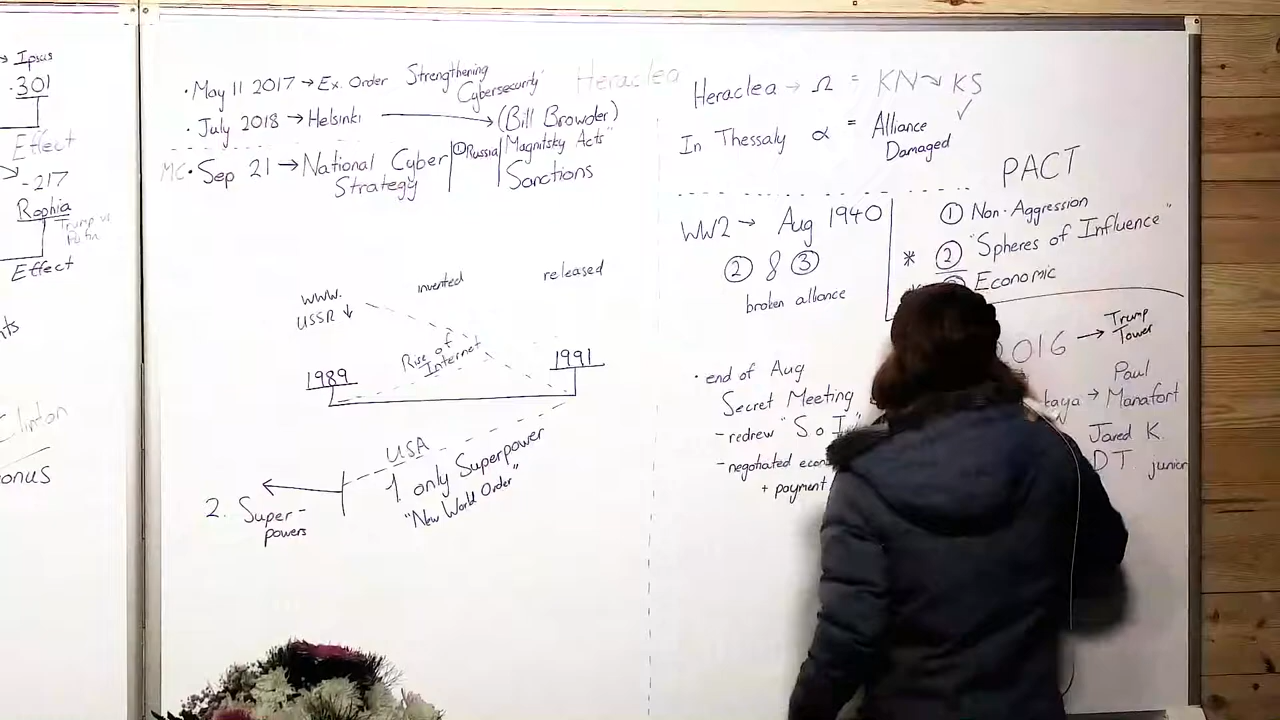 Ipsus
301
Effect
-217
Raphia
Trump vs
Putin
Effect
Clinton
onus
· May 11 2017 → Ex. Order Strengthening
Cybersecurity"
· July 2018 → Helsinki → (Bill Browder)
MC · Sep 21 → National Cyber
Strategy
① Russia
"Magnitsky Acts"
Sanctions
WWW.
USSR ↓
invented
released
Rise of
Internet
1989
1991
USA
1 only Superpower
"New World Order"
2. Super-
powers
Heraclea
Heraclea → Ω = KN → KS
In Thessaly α = Alliance
Damaged ✓
PACT
WW2 → Aug 1940
② & ③
broken alliance
① Non-Aggression
* ② "Spheres of Influence"
Economic
· end of Aug
Secret Meeting
- redrew "S o I"
- negotiated econ
+ payment
2016 → Trump
Tower
kaya → Paul
Manafort
Jared K.
DT junior